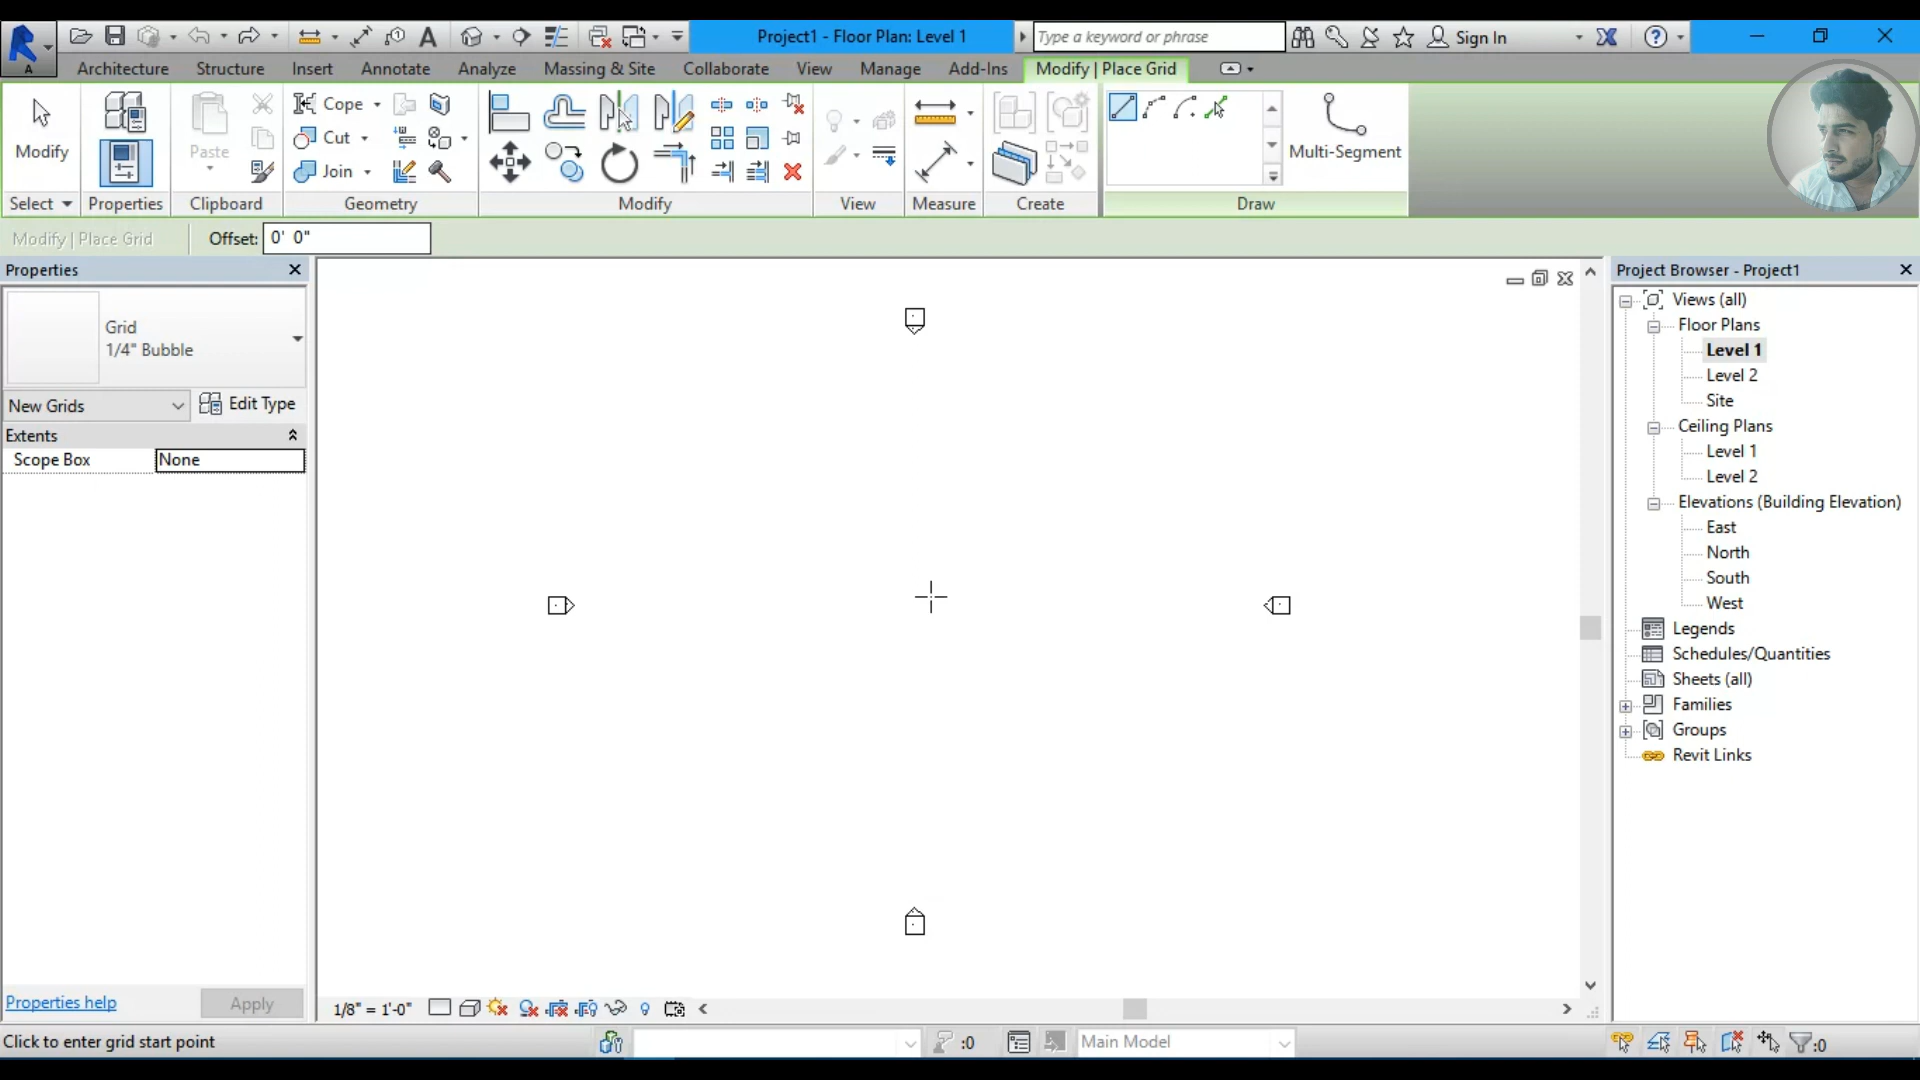 Project1 - Floor Plan: Level 1
Type a keyword or phrase
Sign In
Architecture Structure Insert Annotate Analyze Massing & Site Collaborate View Manage Add-Ins Modify | Place Grid
Modify
Paste
Cope
Cut
Join
Multi-Segment
Select Properties Clipboard Geometry Modify View Measure Create Draw
Modify | Place Grid
Offset: 0' 0"
Properties
Grid
1/4" Bubble
New Grids
Edit Type
Extents
Scope Box None
Properties help
Apply
1/8" = 1'-0"
Project Browser - Project1
Views (all)
Floor Plans
Level 1
Level 2
Site
Ceiling Plans
Level 1
Level 2
Elevations (Building Elevation)
East
North
South
West
Legends
Schedules/Quantities
Sheets (all)
Families
Groups
Revit Links
Click to enter grid start point
:0
Main Model
:0